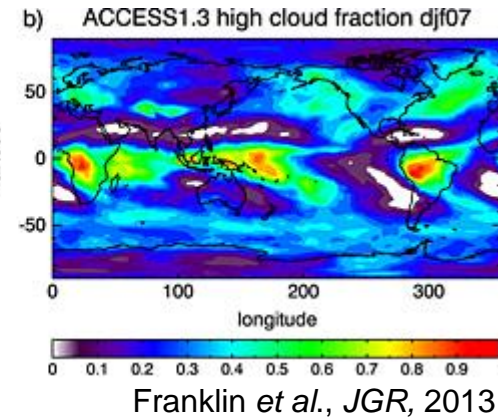 b) ACCESS1.3 high cloud fraction djf07
50
0
-50
0 100 200 300
longitude
0 0.1 0.2 0.3 0.4 0.5 0.6 0.7 0.8 0.9
Franklin et al., JGR, 2013